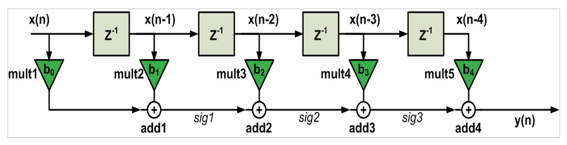 x(n) x(n-1) x(n-2) x(n-3) x(n-4)
Z-1 Z-1 Z-1 Z-1
mult1 b0 mult2 b1 mult3 b2 mult4 b3 mult5 b4
sig1 sig2 sig3
add1 add2 add3 add4 y(n)